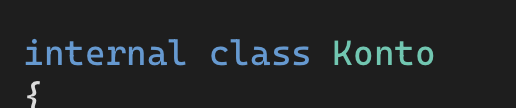 internal class Konto
{